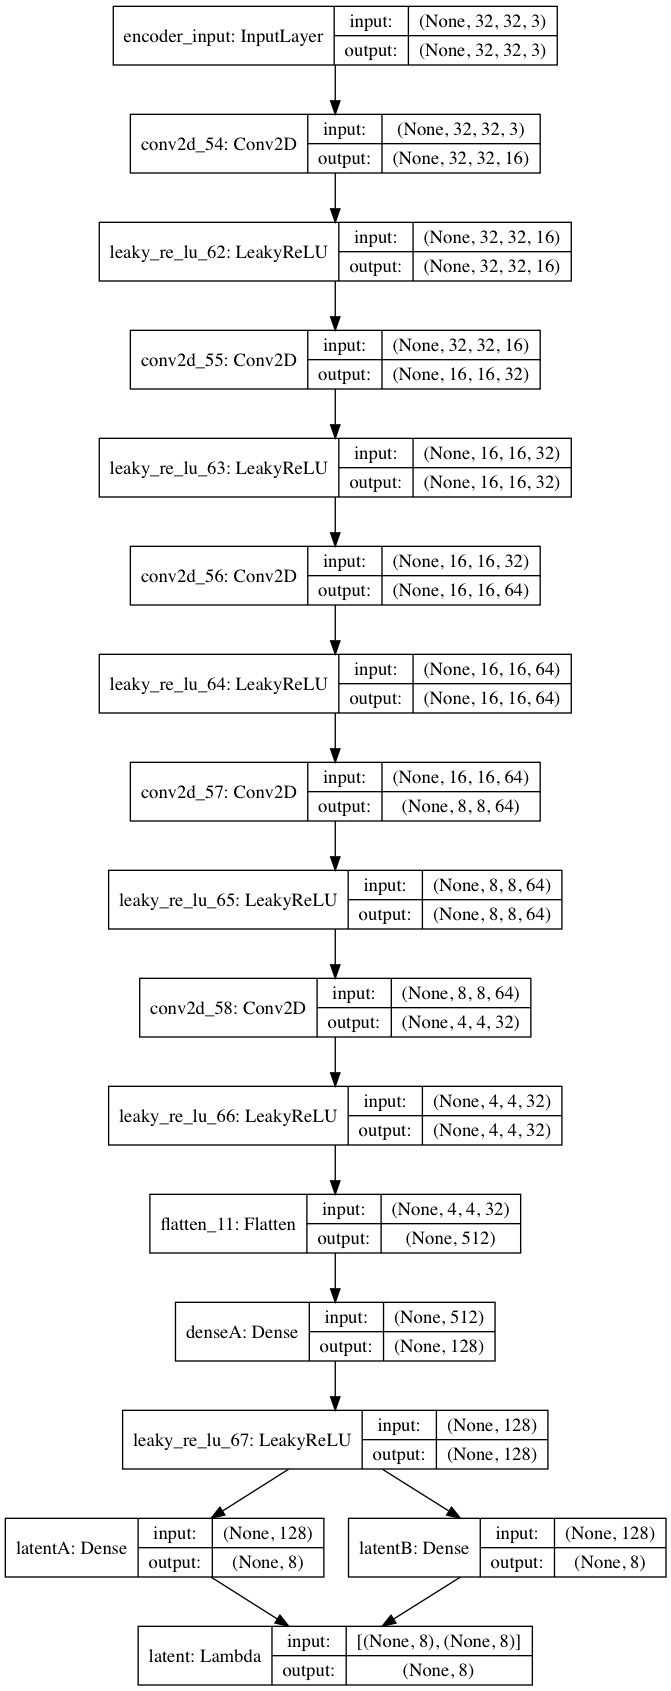 encoder_input: InputLayer
input: (None, 32, 32, 3)
output: (None, 32, 32, 3)
conv2d_54: Conv2D
input: (None, 32, 32, 3)
output: (None, 32, 32, 16)
leaky_re_lu_62: LeakyReLU
input: (None, 32, 32, 16)
output: (None, 32, 32, 16)
conv2d_55: Conv2D
input: (None, 32, 32, 16)
output: (None, 16, 16, 32)
leaky_re_lu_63: LeakyReLU
input: (None, 16, 16, 32)
output: (None, 16, 16, 32)
conv2d_56: Conv2D
input: (None, 16, 16, 32)
output: (None, 16, 16, 64)
leaky_re_lu_64: LeakyReLU
input: (None, 16, 16, 64)
output: (None, 16, 16, 64)
conv2d_57: Conv2D
input: (None, 16, 16, 64)
output: (None, 8, 8, 64)
leaky_re_lu_65: LeakyReLU
input: (None, 8, 8, 64)
output: (None, 8, 8, 64)
conv2d_58: Conv2D
input: (None, 8, 8, 64)
output: (None, 4, 4, 32)
leaky_re_lu_66: LeakyReLU
input: (None, 4, 4, 32)
output: (None, 4, 4, 32)
flatten_11: Flatten
input: (None, 4, 4, 32)
output: (None, 512)
denseA: Dense
input: (None, 512)
output: (None, 128)
leaky_re_lu_67: LeakyReLU
input: (None, 128)
output: (None, 128)
latentA: Dense
input: (None, 128)
output: (None, 8)
latentB: Dense
input: (None, 128)
output: (None, 8)
latent: Lambda
input: [(None, 8), (None, 8)]
output: (None, 8)